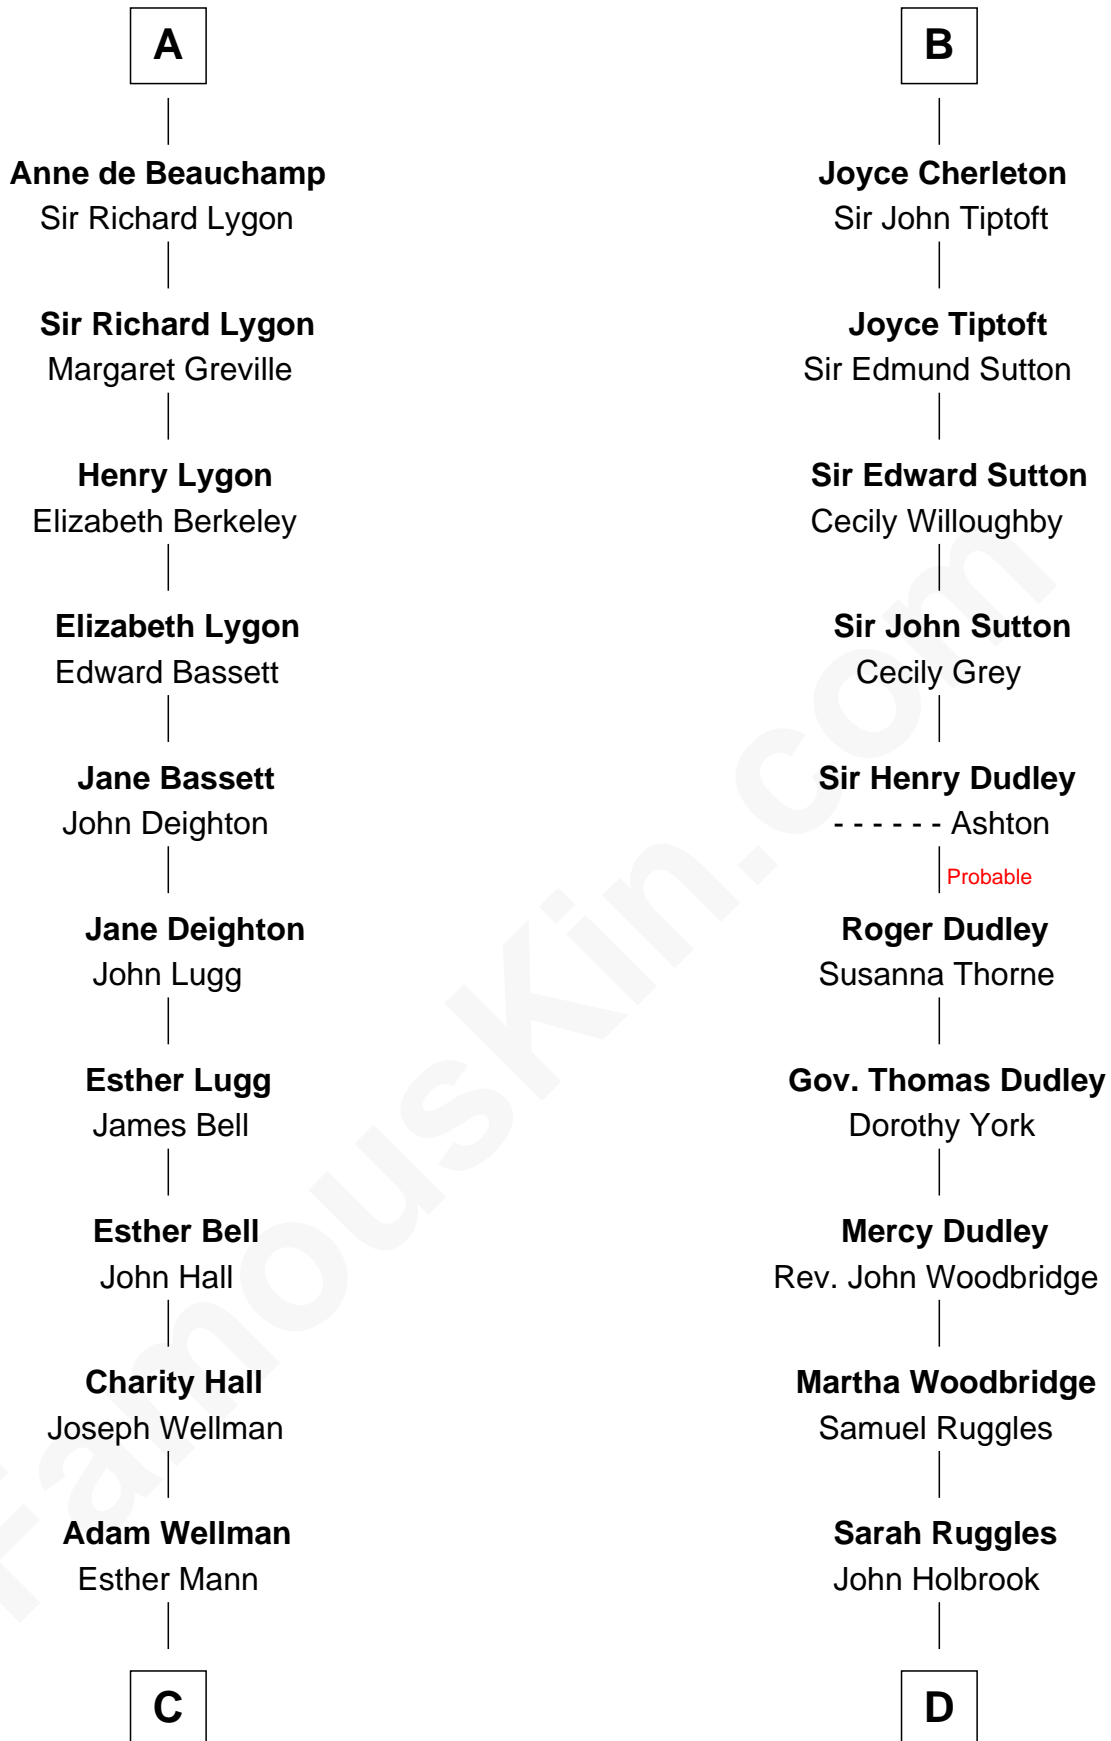 A
Anne de Beauchamp
Sir Richard Lygon
Sir Richard Lygon
Margaret Greville
Henry Lygon
Elizabeth Berkeley
Elizabeth Lygon
Edward Bassett
Jane Bassett
John Deighton
Jane Deighton
John Lugg
Esther Lugg
James Bell
Esther Bell
John Hall
Charity Hall
Joseph Wellman
Adam Wellman
Esther Mann
C
B
Joyce Cherleton
Sir John Tiptoft
Joyce Tiptoft
Sir Edmund Sutton
Sir Edward Sutton
Cecily Willoughby
Sir John Sutton
Cecily Grey
Sir Henry Dudley
- - - - - - Ashton
Probable
Roger Dudley
Susanna Thorne
Gov. Thomas Dudley
Dorothy York
Mercy Dudley
Rev. John Woodbridge
Martha Woodbridge
Samuel Ruggles
Sarah Ruggles
John Holbrook
D
FamousKin.com